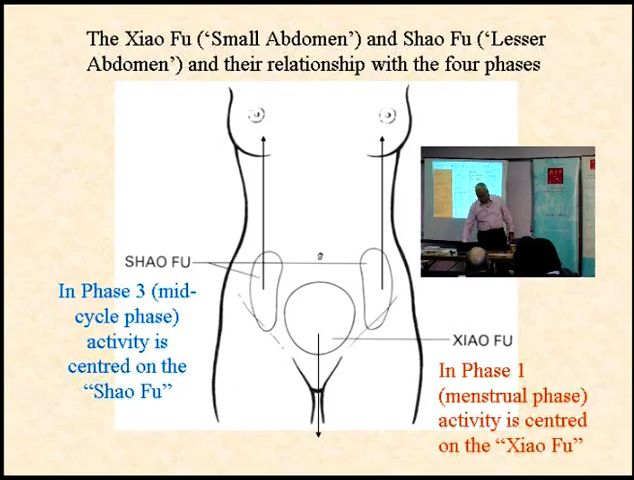 The Xiao Fu (‘Small Abdomen’) and Shao Fu (‘Lesser
Abdomen’) and their relationship with the four phases
SHAO FU
In Phase 3 (mid-
cycle phase)
activity is
centred on the
“Shao Fu”
XIAO FU
In Phase 1
(menstrual phase)
activity is centred
on the “Xiao Fu”